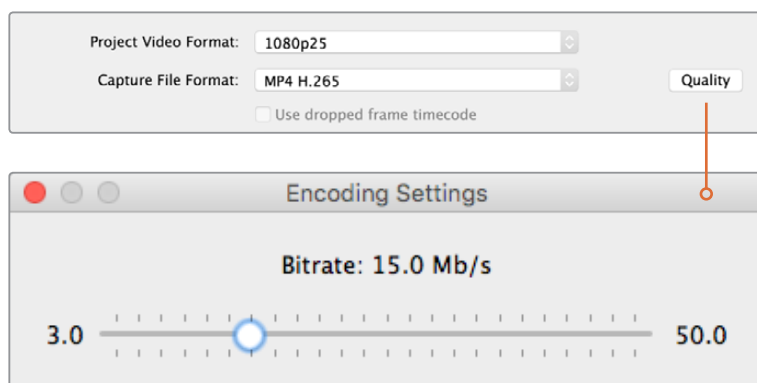 Project Video Format: 1080p25
Capture File Format: MP4 H.265 Quality
Use dropped frame timecode
Encoding Settings
Bitrate: 15.0 Mb/s
3.0 50.0